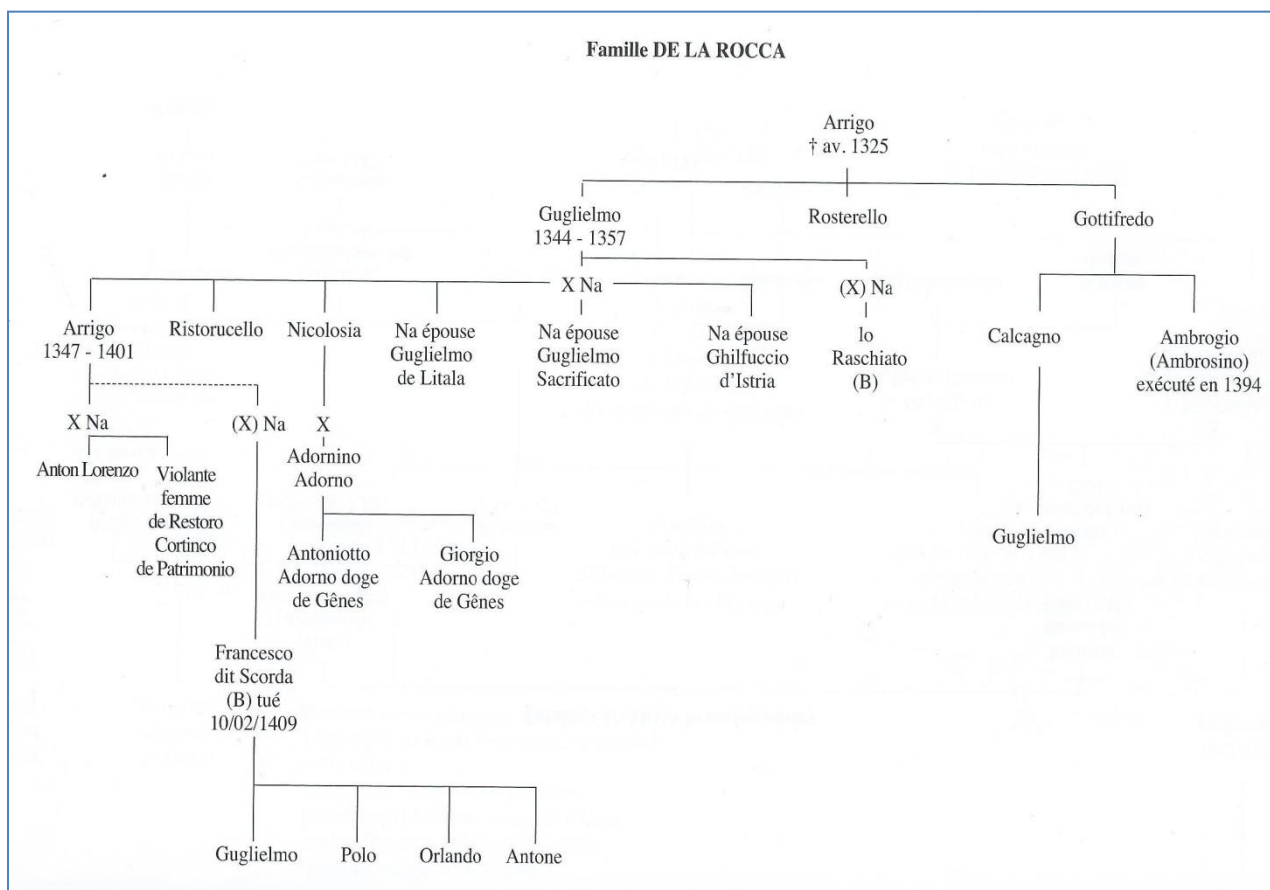 Famille DE LA ROCCA
Arrigo
† av. 1325
Guglielmo
1344 - 1357
Rosterello
Gottifredo
X Na
(X) Na
Arrigo
1347 - 1401
Ristorucello
Nicolosia
Na épouse
Guglielmo
de Litala
Na épouse
Guglielmo
Sacrificato
Na épouse
Ghilfuccio
d'Istria
lo
Raschiato
(B)
Calcagno
Ambrogio
(Ambrosino)
exécuté en 1394
X Na
(X) Na
X
Anton Lorenzo
Violante
femme
de Restoro
Cortinco
de Patrimonio
Adornino
Adorno
Guglielmo
Antoniotto
Adorno doge
de Gênes
Giorgio
Adorno doge
de Gênes
Francesco
dit Scorda
(B) tué
10/02/1409
Guglielmo
Polo
Orlando
Antone